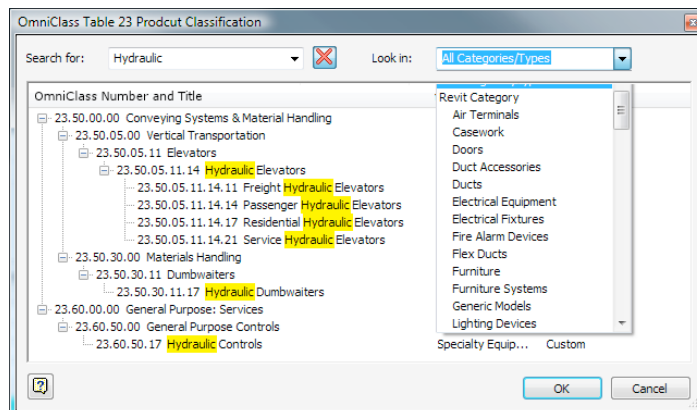 OmniClass Table 23 Prodcut Classification
Search for: Hydraulic Look in: All Categories/Types
OmniClass Number and Title
Revit Category
23.50.00.00 Conveying Systems & Material Handling
Air Terminals
23.50.05.00 Vertical Transportation
Casework
23.50.05.11 Elevators
Doors
23.50.05.11.14 Hydraulic Elevators
Duct Accessories
23.50.05.11.14.11 Freight Hydraulic Elevators
Ducts
23.50.05.11.14.14 Passenger Hydraulic Elevators
Electrical Equipment
23.50.05.11.14.17 Residential Hydraulic Elevators
Electrical Fixtures
23.50.05.11.14.21 Service Hydraulic Elevators
Fire Alarm Devices
23.50.30.00 Materials Handling
Flex Ducts
23.50.30.11 Dumbwaiters
Furniture
23.50.30.11.17 Hydraulic Dumbwaiters
Furniture Systems
23.60.00.00 General Purpose: Services
Generic Models
23.60.50.00 General Purpose Controls
Lighting Devices
23.60.50.17 Hydraulic Controls Specialty Equip... Custom
OK Cancel